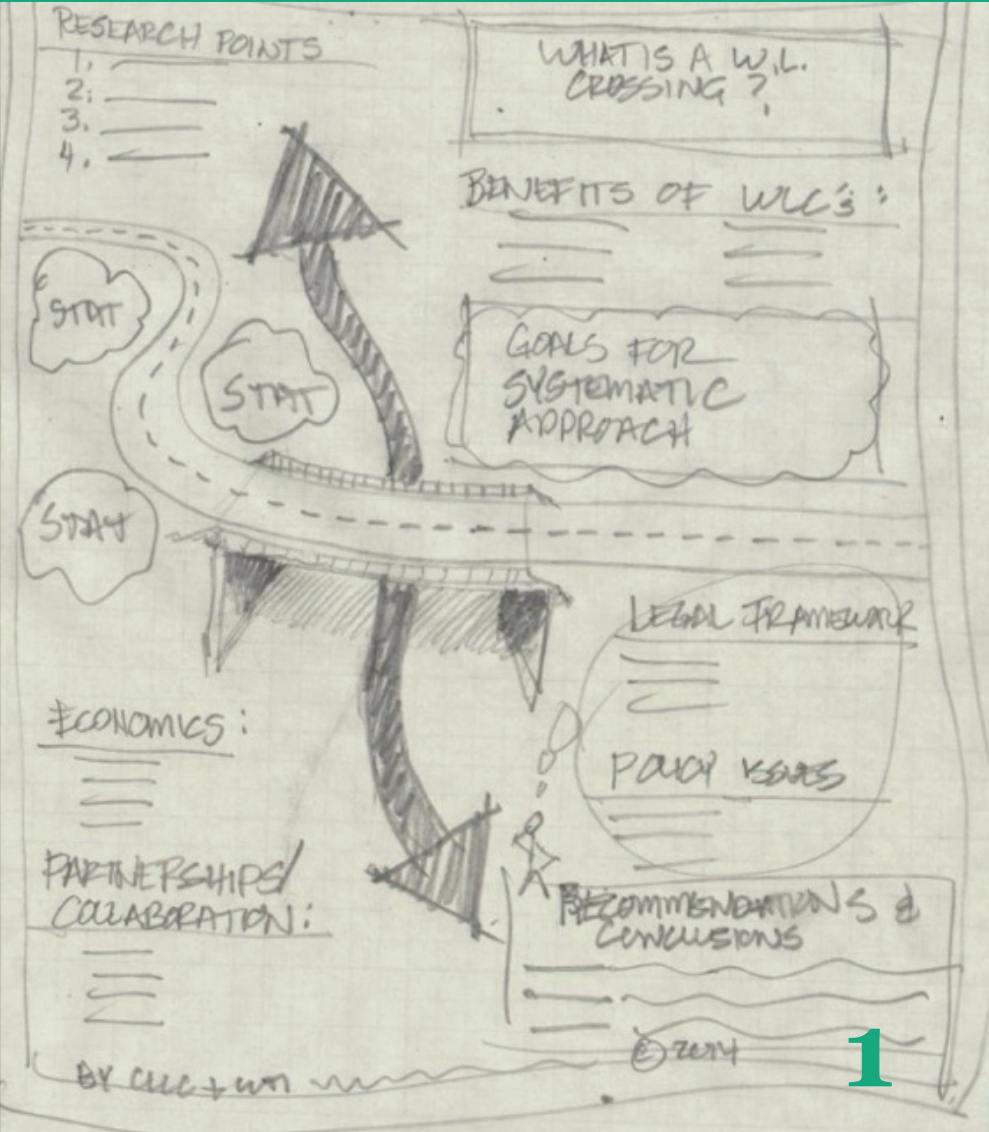 RESEARCH POINTS
1.
2.
3.
4.
WHAT IS A W.L.
CROSSING ?
BENEFITS OF WLC's :
STAT
STAT
GOALS FOR
SYSTEMATIC
APPROACH
STAT
LEGAL FRAMEWORK
ECONOMICS :
POLICY ISSUES
PARTNERSHIPS/
COLLABORATION :
RECOMMENDATIONS &
CONCLUSIONS
© 2014
BY
1